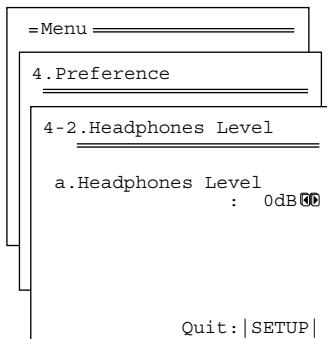 Menu
4.Preference
4-2.Headphones Level
a.Headphones Level
: 0dB
Quit:|SETUP|